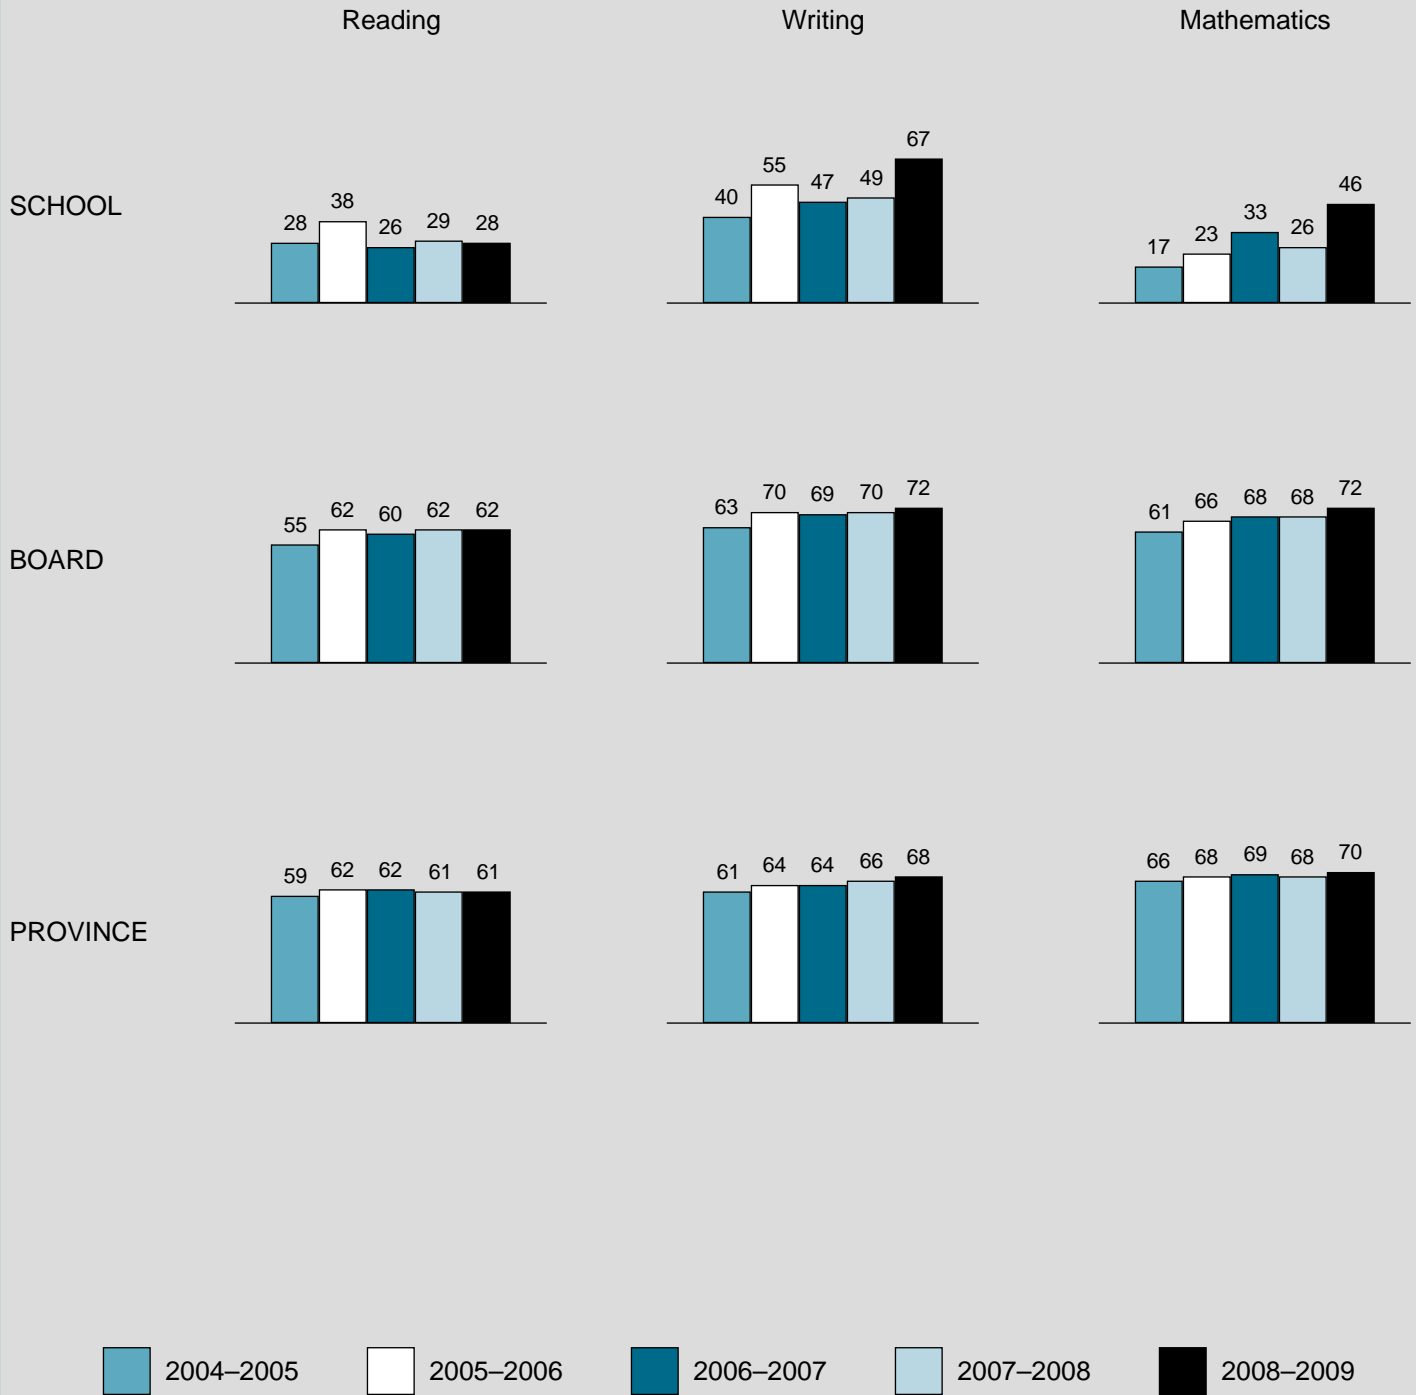 Reading Writing Mathematics
SCHOOL
28 38 26 29 28
40 55 47 49 67
17 23 33 26 46
BOARD
55 62 60 62 62
63 70 69 70 72
61 66 68 68 72
PROVINCE
59 62 62 61 61
61 64 64 66 68
66 68 69 68 70
2004–2005 2005–2006 2006–2007 2007–2008 2008–2009